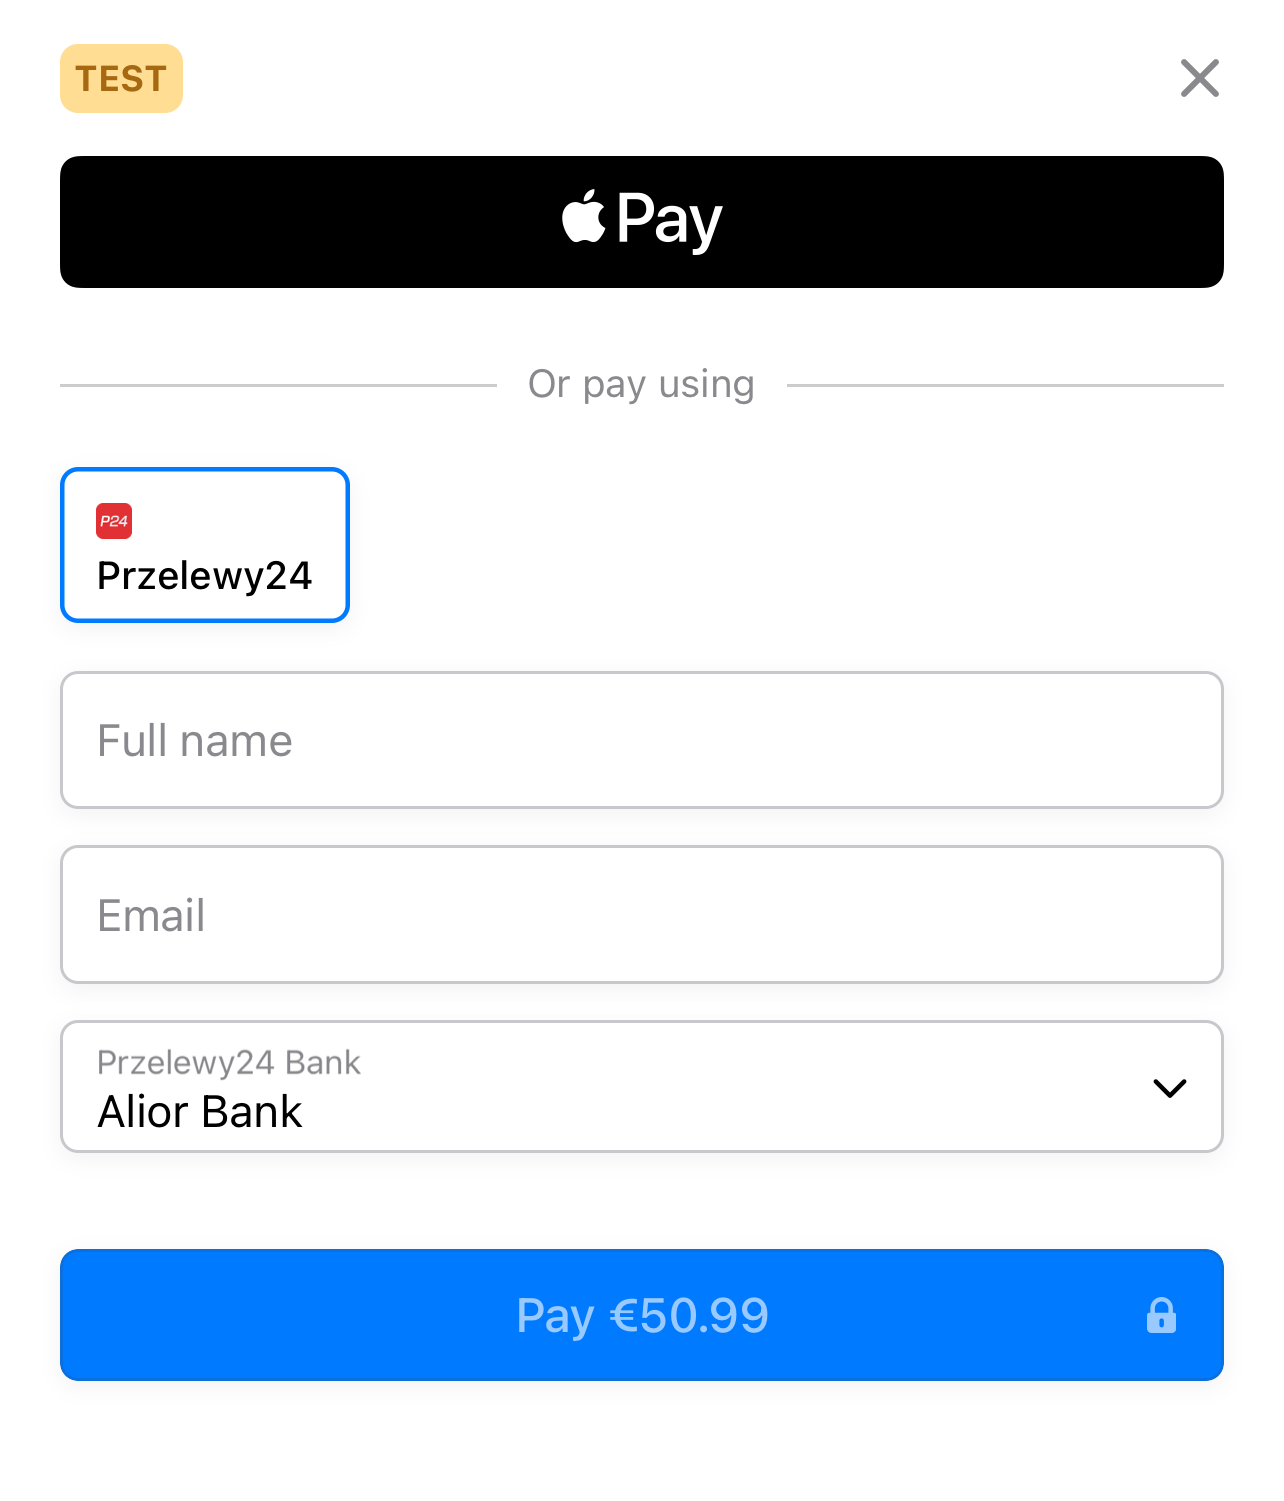 TEST
Pay
Or pay using
P24
Przelewy24
Full name
Email
Przelewy24 Bank
Alior Bank
Pay €50.99